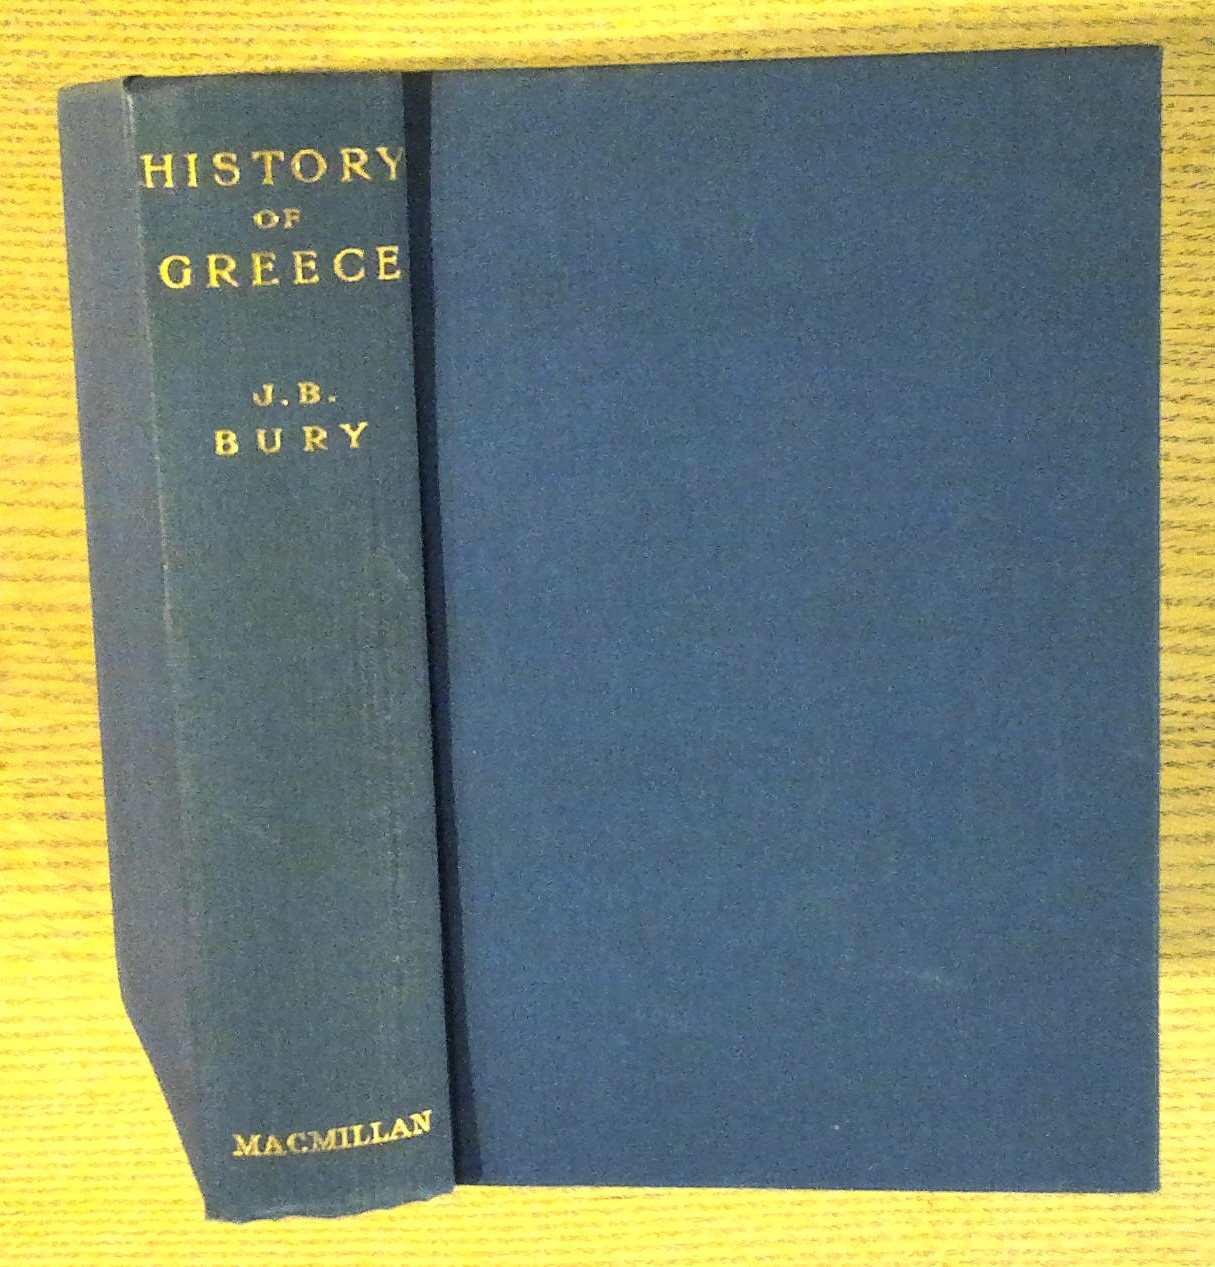 HISTORY
OF
GREECE
J.B.
BURY
MACMILLAN